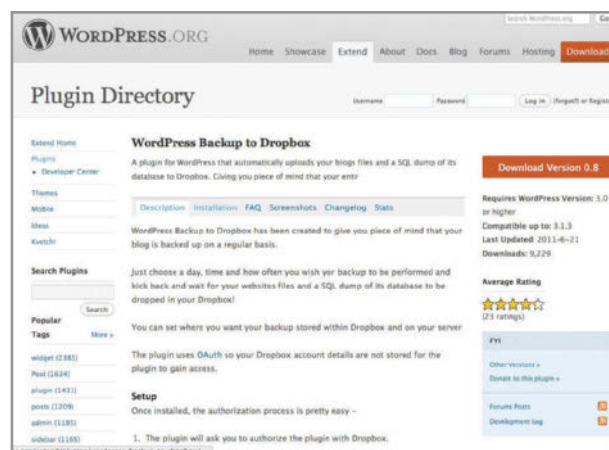 Search WordPress.org
WORDPRESS.ORG
Home Showcase Extend About Docs Blog Forums Hosting Download
Plugin Directory
Username Password Log in (forgot?) or Regist
Extend Home
Plugins
• Developer Center
Themes
Mobile
Ideas
Kvetch!
Search Plugins
Search
Popular
Tags More »
widget (2385)
Post (1624)
plugin (1431)
posts (1209)
admin (1185)
sidebar (1165)
WordPress Backup to Dropbox
A plugin for WordPress that automatically uploads your blogs files and a SQL dump of its
database to Dropbox. Giving you piece of mind that your entr
Description Installation FAQ Screenshots Changelog Stats
WordPress Backup to Dropbox has been created to give you piece of mind that your
blog is backed up on a regular basis.
Just choose a day, time and how often you wish yor backup to be performed and
kick back and wait for your websites files and a SQL dump of its database to be
dropped in your Dropbox!
You can set where you want your backup stored within Dropbox and on your server
The plugin uses OAuth so your Dropbox account details are not stored for the
plugin to gain access.
Setup
Once installed, the authorization process is pretty easy –
1. The plugin will ask you to authorize the plugin with Dropbox.
Download Version 0.8
Requires WordPress Version: 3.0
or higher
Compatible up to: 3.1.3
Last Updated: 2011-6-21
Downloads: 9,229
Average Rating
(23 ratings)
FYI
Other Versions »
Donate to this plugin »
Forums Posts
Development Log